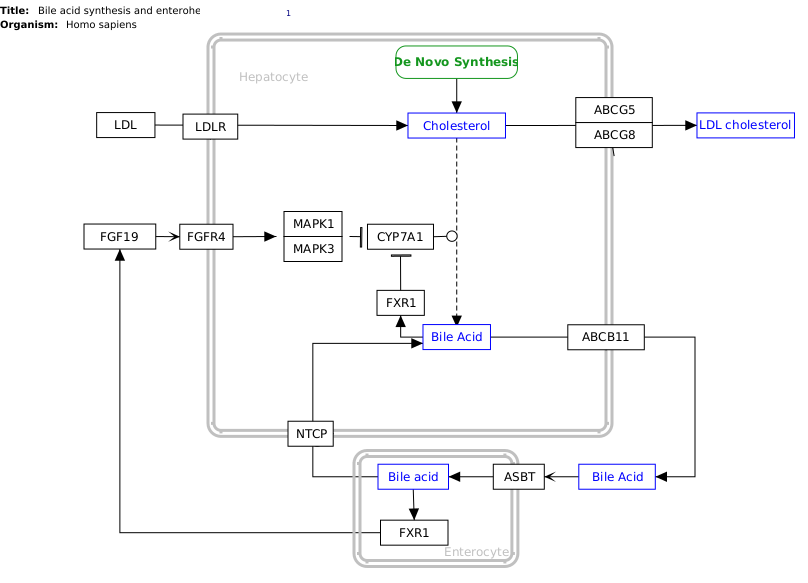 Title: Bile acid synthesis and enterohe
1
Organism: Homo sapiens
De Novo Synthesis
Hepatocyte
ABCG5
LDL
LDLR
Cholesterol
ABCG8
LDL cholesterol
MAPK1
FGF19
FGFR4
CYP7A1
MAPK3
FXR1
Bile Acid
ABCB11
NTCP
Bile acid
ASBT
Bile Acid
FXR1
Enterocyte